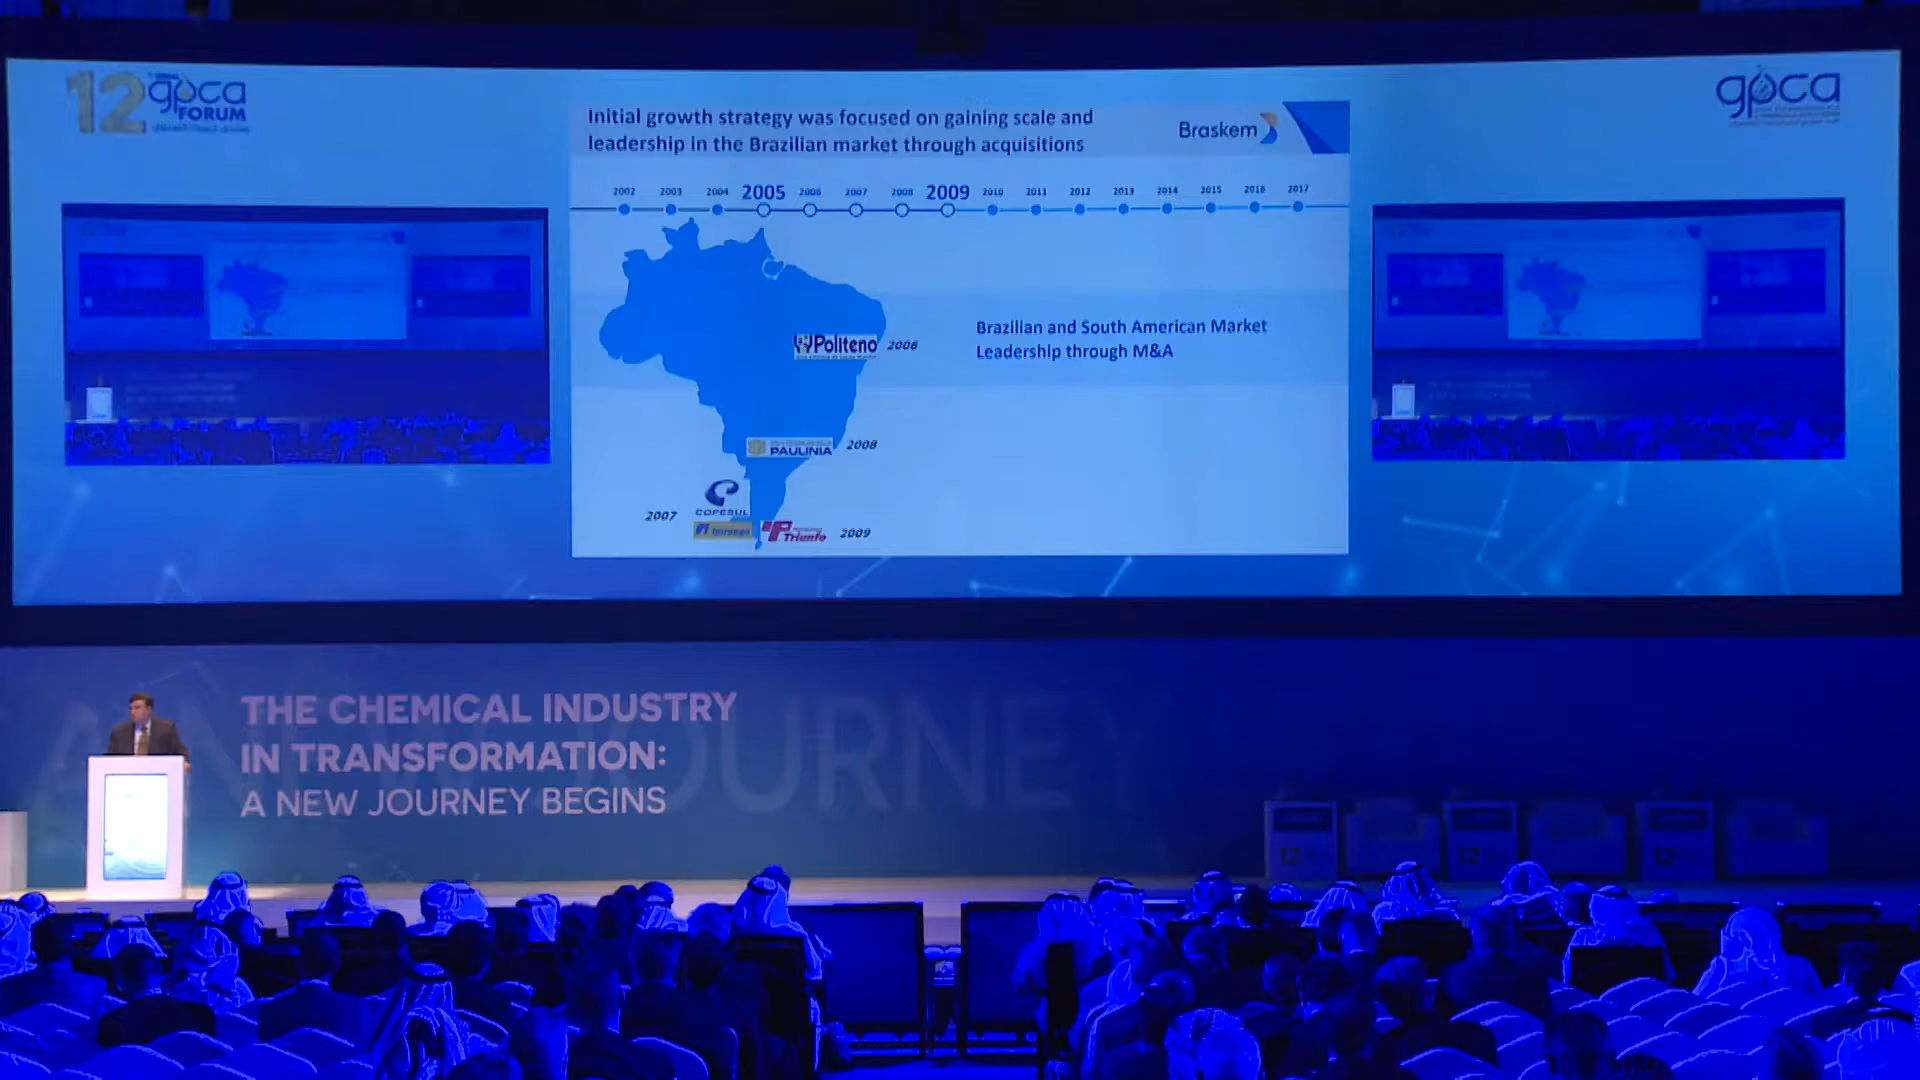 12
gpca
FORUM
gpca
Initial growth strategy was focused on gaining scale and
leadership in the Brazilian market through acquisitions
Braskem
2002 2003 2004 2005 2006 2007 2008 2009 2010 2011 2012 2013 2014 2015 2016 2017
Politeno 2006
Brazilian and South American Market
Leadership through M&A
PAULINIA 2008
COPESUL
2007
Triunfo 2009
THE CHEMICAL INDUSTRY
IN TRANSFORMATION:
A NEW JOURNEY BEGINS
12 12 12